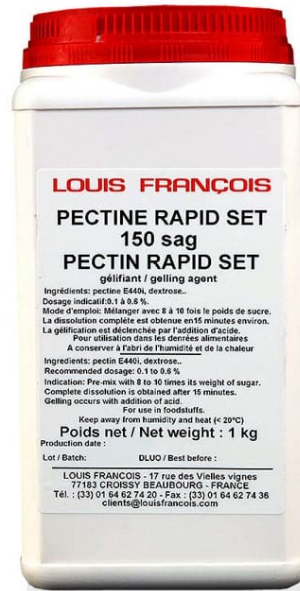 LOUIS FRANÇOIS
PECTINE RAPID SET
150 sag
PECTIN RAPID SET
gélifiant / gelling agent
Ingrédients: pectine E440i, dextrose..
Dosage indicatif:0.1 à 0.6 %.
Mode d'emploi: Mélanger avec 8 à 10 fois le poids de sucre.
La dissolution complète est obtenue en15 minutes environ.
La gélification est déclenchée par l'addition d'acide.
Pour utilisation dans les denrées alimentaires
A conserver à l'abri de l'humidité et de la chaleur
Ingredients: pectin E440i, dextrose..
Recommended dosage: 0.1 to 0.6 %
Indication: Pre-mix with 8 to 10 times its weight of sugar.
Complete dissolution is obtained after 15 minutes.
Gelling occurs with addition of acid.
For use in foodstuffs.
Keep away from humidity and heat (< 20°C)
Poids net / Net weight : 1 kg
Production date :
Lot / Batch: DLUO / Best before :
LOUIS FRANCOIS - 17 rue des Vielles vignes
77183 CROISSY BEAUBOURG - FRANCE
Tél. : (33) 01 64 62 74 20 - Fax : (33) 01 64 62 74 36
clients@louisfrancois.com